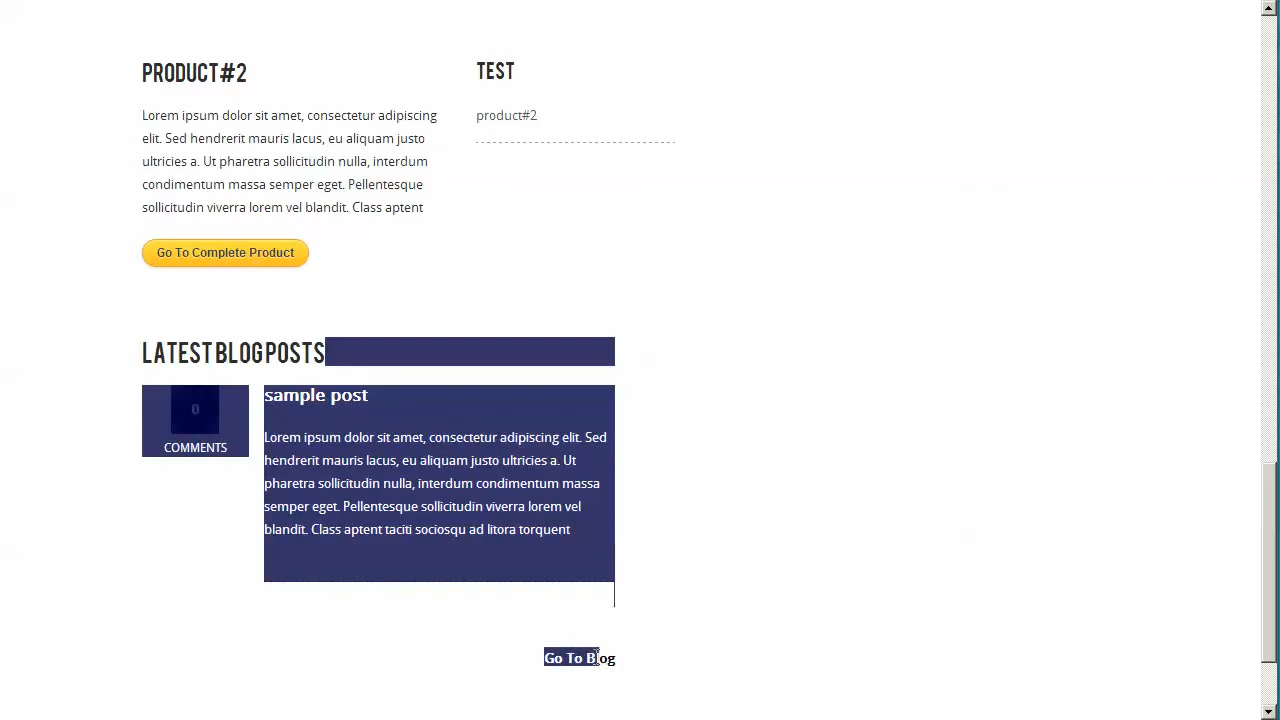 PRODUCT#2
Lorem ipsum dolor sit amet, consectetur adipiscing
elit. Sed hendrerit mauris lacus, eu aliquam justo
ultricies a. Ut pharetra sollicitudin nulla, interdum
condimentum massa semper eget. Pellentesque
sollicitudin viverra lorem vel blandit. Class aptent
Go To Complete Product
TEST
product#2
LATEST BLOG POSTS
0
COMMENTS
sample post
Lorem ipsum dolor sit amet, consectetur adipiscing elit. Sed
hendrerit mauris lacus, eu aliquam justo ultricies a. Ut
pharetra sollicitudin nulla, interdum condimentum massa
semper eget. Pellentesque sollicitudin viverra lorem vel
blandit. Class aptent taciti sociosqu ad litora torquent
Go To Blog